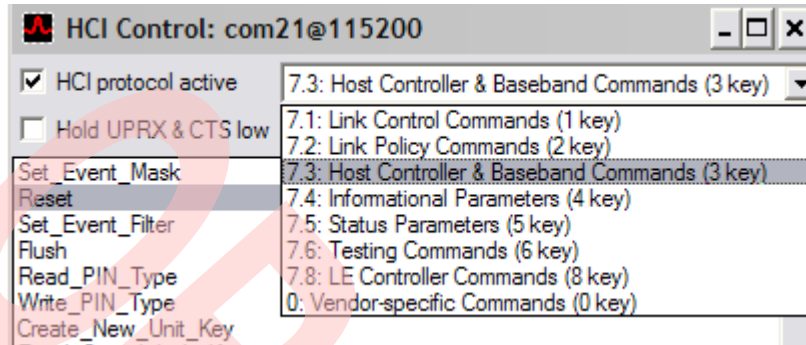 HCI Control: com21@115200
HCI protocol active
7.3: Host Controller & Baseband Commands (3 key)
Hold UPRX & CTS low
7.1: Link Control Commands (1 key)
7.2: Link Policy Commands (2 key)
7.3: Host Controller & Baseband Commands (3 key)
7.4: Informational Parameters (4 key)
7.5: Status Parameters (5 key)
7.6: Testing Commands (6 key)
7.8: LE Controller Commands (8 key)
0: Vendor-specific Commands (0 key)
Set_Event_Mask
Reset
Set_Event_Filter
Flush
Read_PIN_Type
Write_PIN_Type
Create_New_Unit_Key